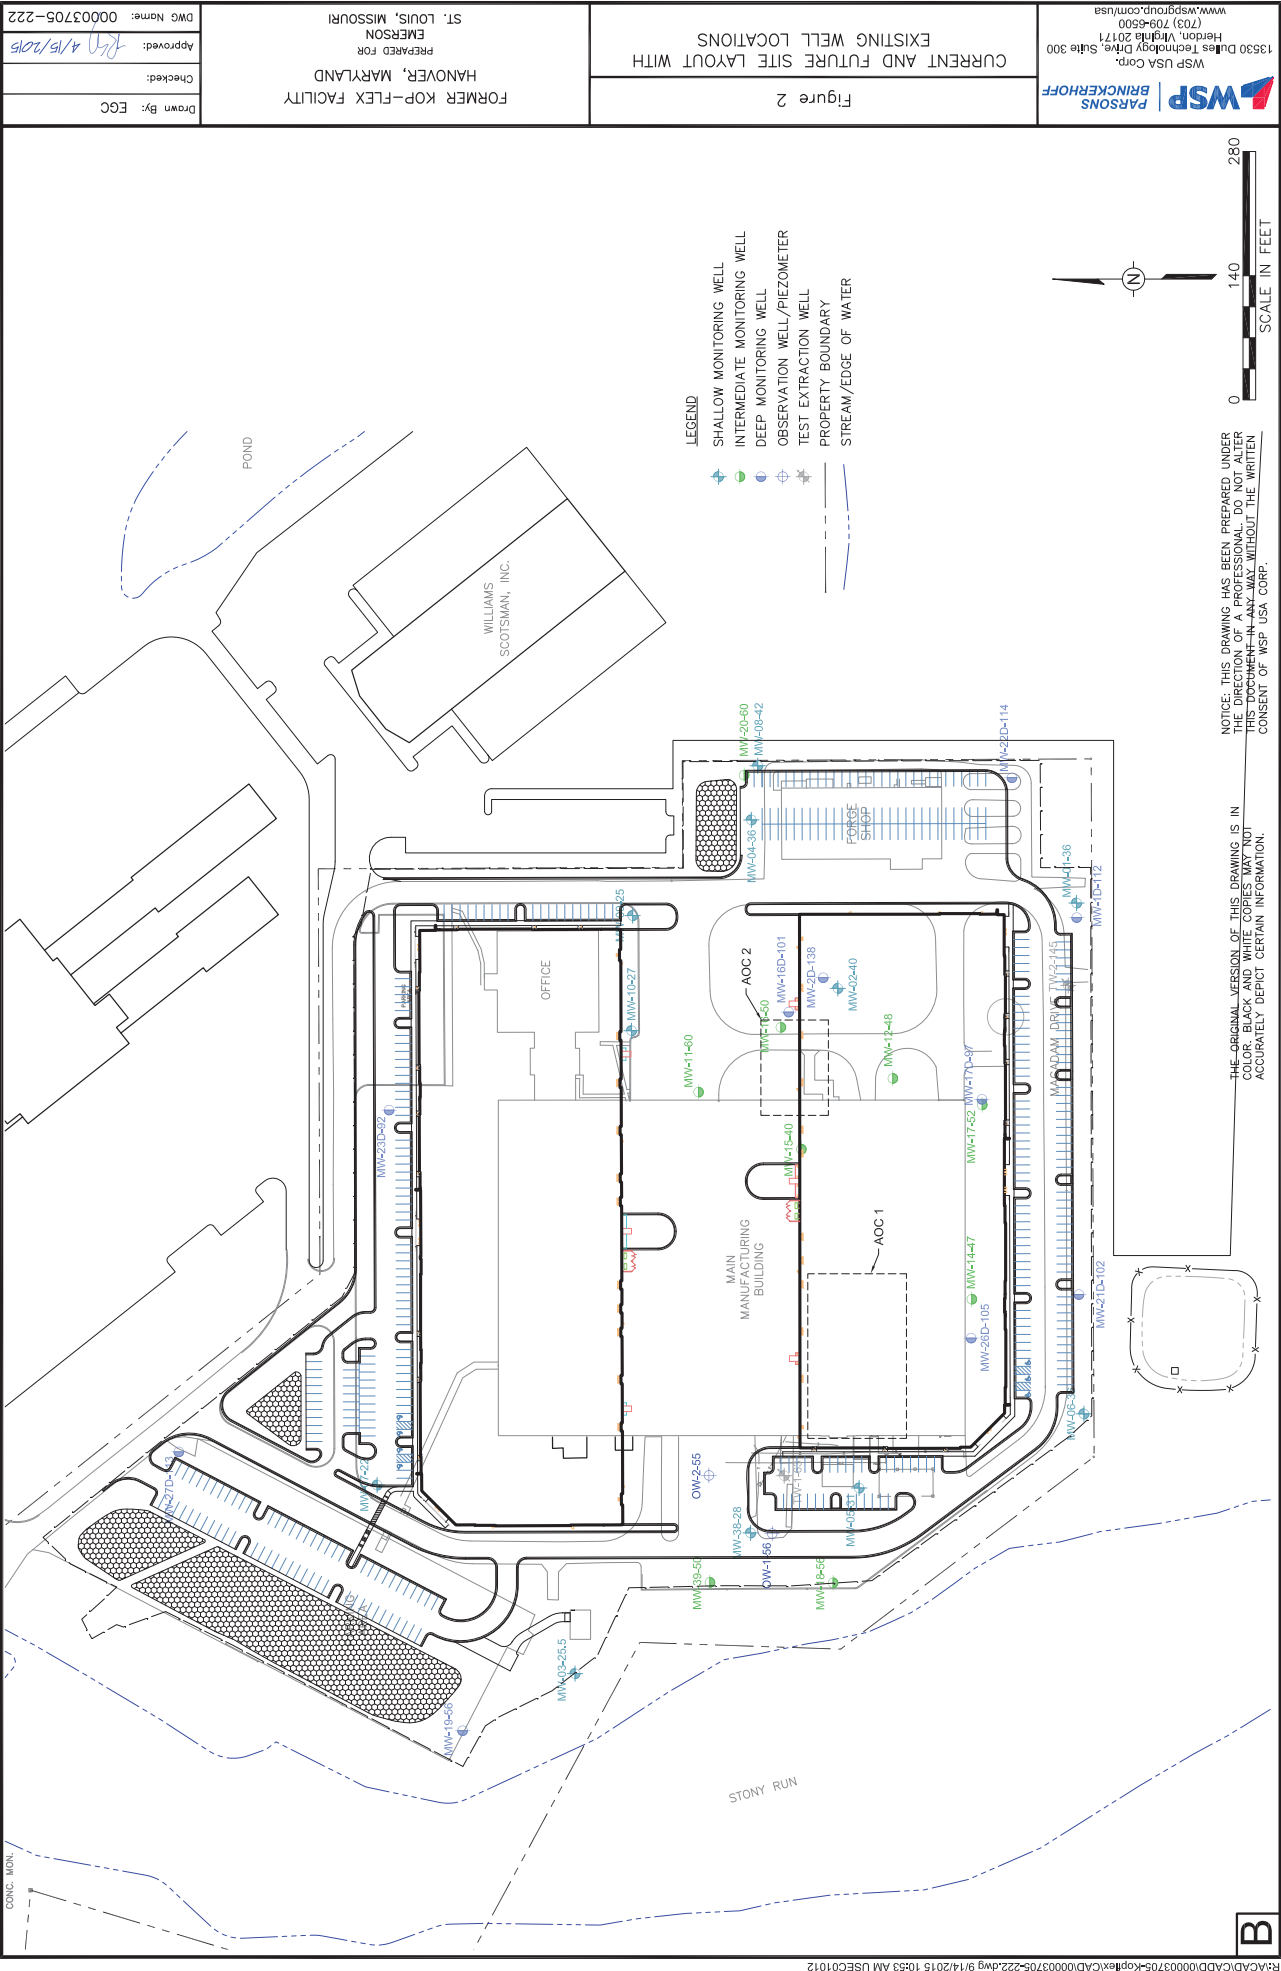 R:\ACAD\CADD\00003705-Kopflex\CAD\00003705-222.dwg 9/14/2015 10:53 AM USEC01012
B
CONC. MON.
STONY RUN
POND
WILLIAMS
SCOTSMAN, INC.
LEGEND
SHALLOW MONITORING WELL
INTERMEDIATE MONITORING WELL
DEEP MONITORING WELL
OBSERVATION WELL/PIEZOMETER
TEST EXTRACTION WELL
PROPERTY BOUNDARY
STREAM/EDGE OF WATER
N
0 140 280
SCALE IN FEET
NOTICE: THIS DRAWING HAS BEEN PREPARED UNDER
THE DIRECTION OF A PROFESSIONAL. DO NOT ALTER
THIS DOCUMENT IN ANY WAY WITHOUT THE WRITTEN
CONSENT OF WSP USA CORP.
THE ORIGINAL VERSION OF THIS DRAWING IS IN
COLOR. BLACK AND WHITE COPIES MAY NOT
ACCURATELY DEPICT CERTAIN INFORMATION.
MW-20-60
MW-08-42
MW-22D-114
MW-04-36
FORGE
SHOP
MW-01-36
MW-1D-112
OFFICE
MW-10-27
AOC 2
MW-16D-101
MW-2D-138
MW-02-40
MW-16-50
MW-11-60
MW-12-48
MW-17D-97
MW-17-52
MACADAM DRIVE
TW-2-145
MW-23D-92
MW-15-40
MAIN
MANUFACTURING
BUILDING
AOC 1
MW-14-47
MW-26D-105
MW-21D-102
OW-2-55
MW-38-28
MW-05-31
OW-1-56
MW-39-50
MW-18-56
MW-03-25.5
MW-19-56
WSP
PARSONS
BRINCKERHOFF
WSP USA Corp.
13530 Dulles Technology Drive, Suite 300
Herdon, Virginia 20171
(703) 709-6500
www.wspgroup.com/usa
Figure 2
CURRENT AND FUTURE SITE LAYOUT WITH
EXISTING WELL LOCATIONS
FORMER KOP-FLEX FACILITY
HANOVER, MARYLAND
PREPARED FOR
EMERSON
ST. LOUIS, MISSOURI
Drawn By: EGC
Checked:
Approved: 4/15/2015
DWG Name: 00003705-222